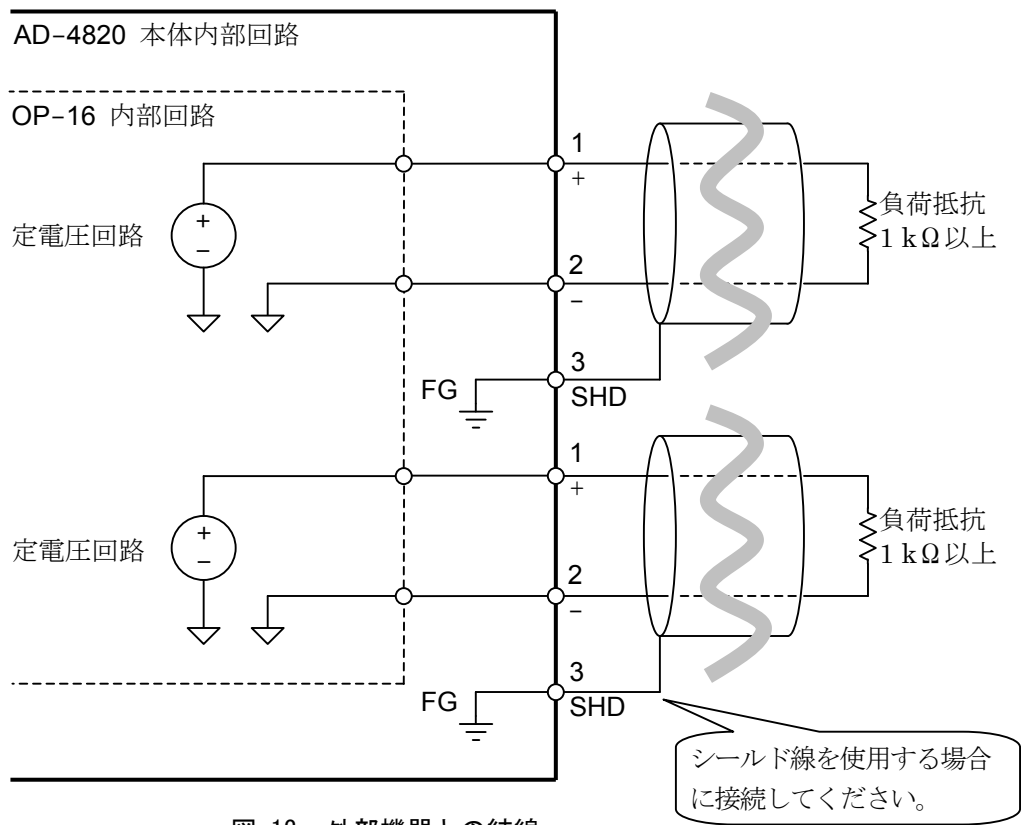 AD−4820 本体内部回路
OP−16 内部回路
1
+
定電圧回路
+
−
負荷抵抗
1 kΩ以上
2
−
3
FG
SHD
1
+
定電圧回路
+
−
負荷抵抗
1 kΩ以上
2
−
3
FG
SHD
シールド線を使用する場合
に接続してください。